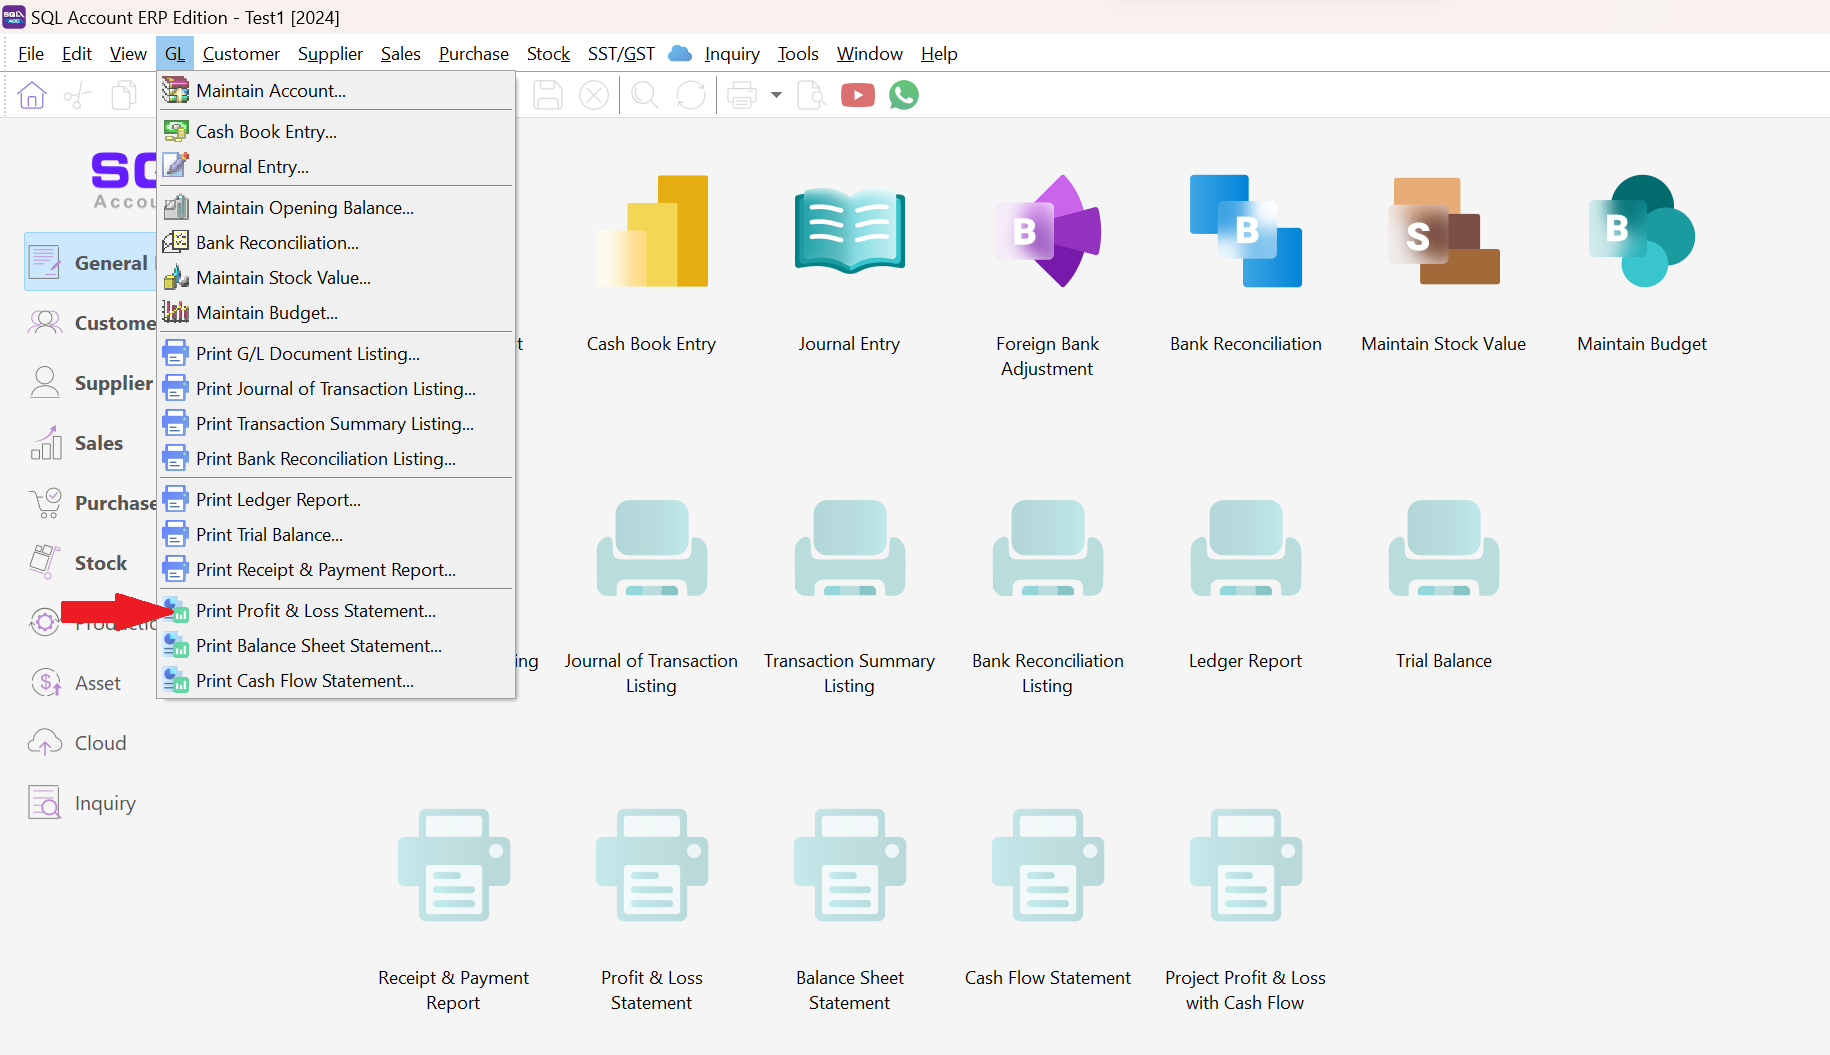 SQL Account ERP Edition - Test1 [2024]
File Edit View GL Customer Supplier Sales Purchase Stock SST/GST Inquiry Tools Window Help
Maintain Account...
Cash Book Entry...
Journal Entry...
Maintain Opening Balance...
Bank Reconciliation...
Maintain Stock Value...
Maintain Budget...
Print G/L Document Listing...
Print Journal of Transaction Listing...
Print Transaction Summary Listing...
Print Bank Reconciliation Listing...
Print Ledger Report...
Print Trial Balance...
Print Receipt & Payment Report...
Print Profit & Loss Statement...
Print Balance Sheet Statement...
Print Cash Flow Statement...
General
Custome
Supplier
Sales
Purchase
Stock
Asset
Cloud
Inquiry
t
Cash Book Entry
Journal Entry
B
Foreign Bank
Adjustment
B
Bank Reconciliation
S
Maintain Stock Value
B
Maintain Budget
ing
Journal of Transaction
Listing
Transaction Summary
Listing
Bank Reconciliation
Listing
Ledger Report
Trial Balance
Receipt & Payment
Report
Profit & Loss
Statement
Balance Sheet
Statement
Cash Flow Statement
Project Profit & Loss
with Cash Flow